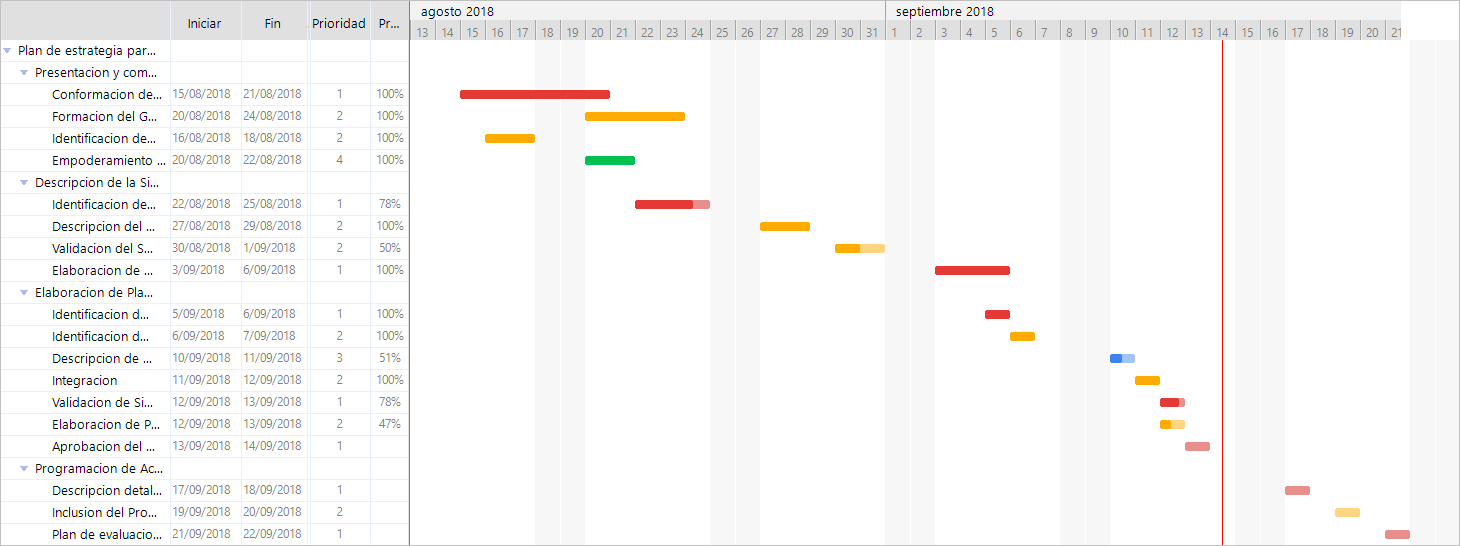 Iniciar Fin Prioridad Pr... agosto 2018 septiembre 2018
13 14 15 16 17 18 19 20 21 22 23 24 25 26 27 28 29 30 31 1 2 3 4 5 6 7 8 9 10 11 12 13 14 15 16 17 18 19 20 21
Plan de estrategia par...
Presentacion y com...
Conformacion de... 15/08/2018 21/08/2018 1 100%
Formacion del G... 20/08/2018 24/08/2018 2 100%
Identificacion de... 16/08/2018 18/08/2018 2 100%
Empoderamiento ... 20/08/2018 22/08/2018 4 100%
Descripcion de la Si...
Identificacion de... 22/08/2018 25/08/2018 1 78%
Descripcion del ... 27/08/2018 29/08/2018 2 100%
Validacion del S... 30/08/2018 1/09/2018 2 50%
Elaboracion de ... 3/09/2018 6/09/2018 1 100%
Elaboracion de Pla...
Identificacion d... 5/09/2018 6/09/2018 1 100%
Identificacion d... 6/09/2018 7/09/2018 2 100%
Descripcion de ... 10/09/2018 11/09/2018 3 51%
Integracion 11/09/2018 12/09/2018 2 100%
Validacion de Si... 12/09/2018 13/09/2018 1 78%
Elaboracion de P... 12/09/2018 13/09/2018 2 47%
Aprobacion del ... 13/09/2018 14/09/2018 1
Programacion de Ac...
Descripcion detal... 17/09/2018 18/09/2018 1
Inclusion del Pro... 19/09/2018 20/09/2018 2
Plan de evaluacio... 21/09/2018 22/09/2018 1